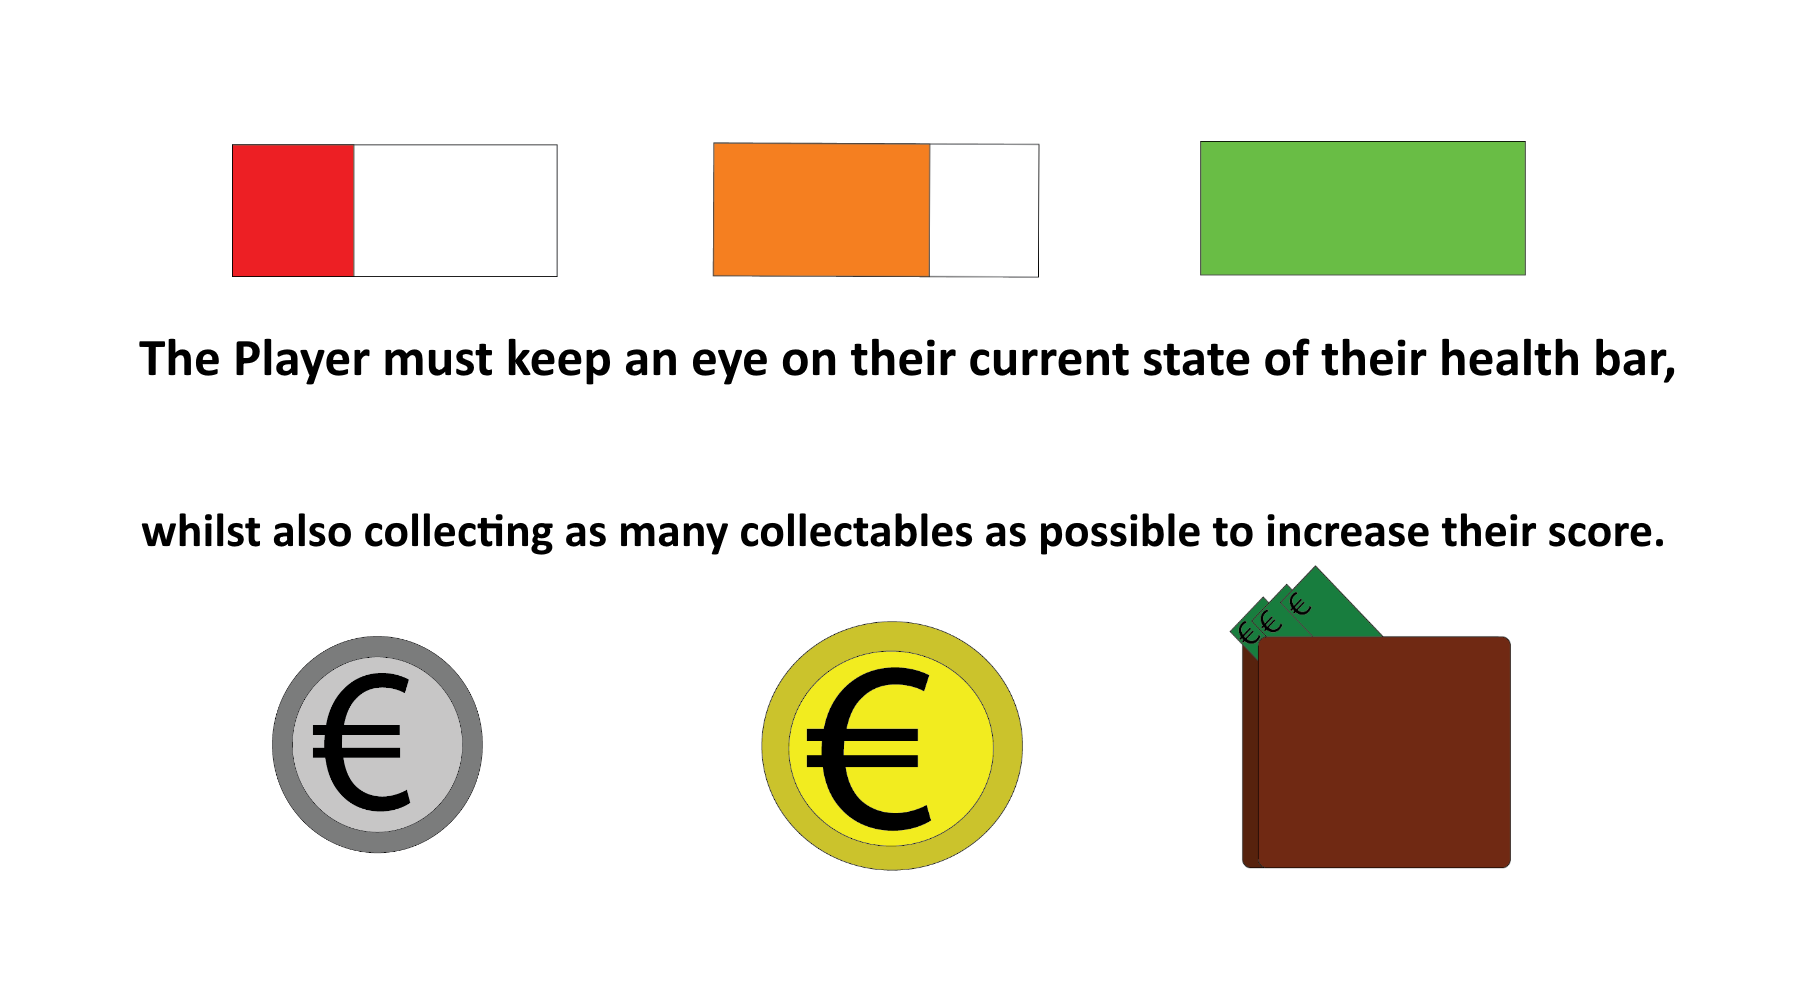 The Player must keep an eye on their current state of their health bar,
whilst also collecting as many collectables as possible to increase their score.
€ € €
€ €